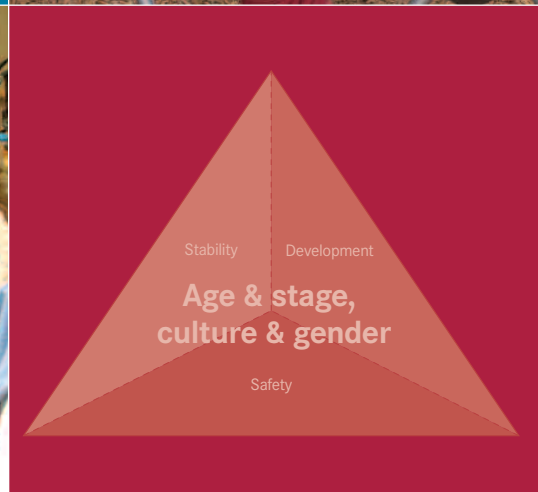 Stability Development
Age & stage,
culture & gender
Safety